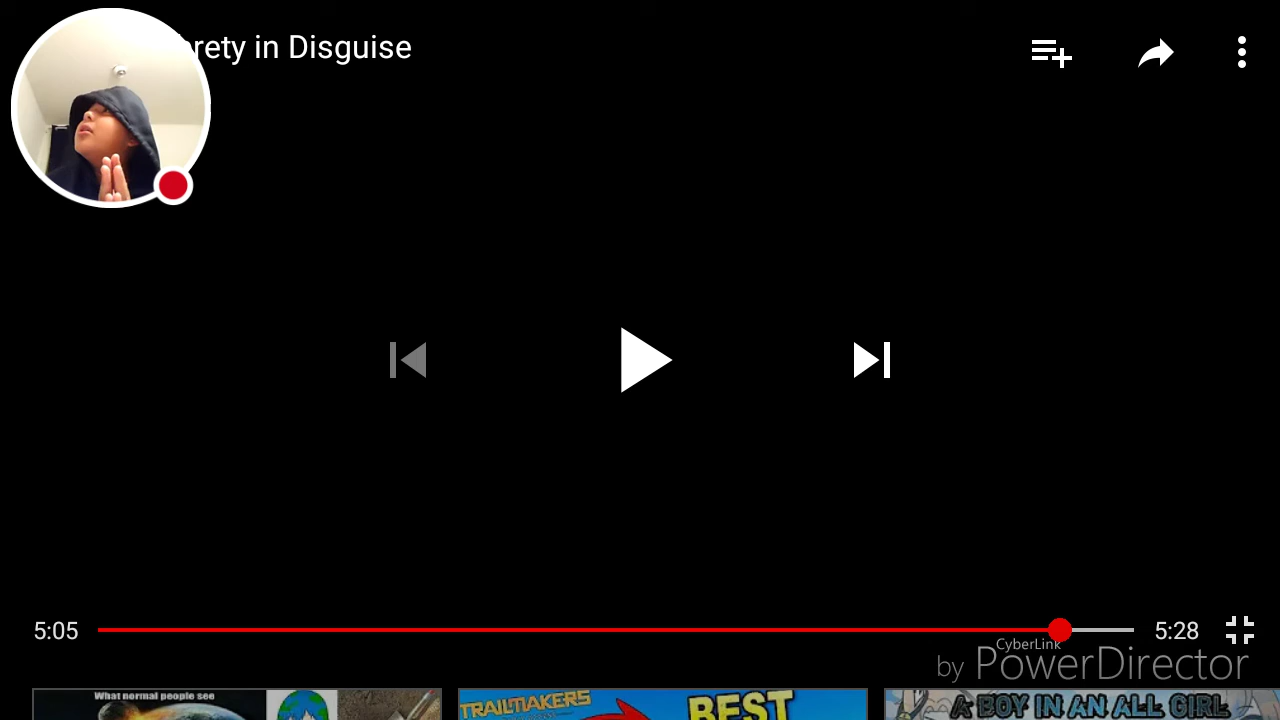 rety in Disguise
5:05
5:28
CyberLink
by PowerDirector
What normal people see
TRAILMAKERS
BEST
A BOY IN AN ALL GIRL